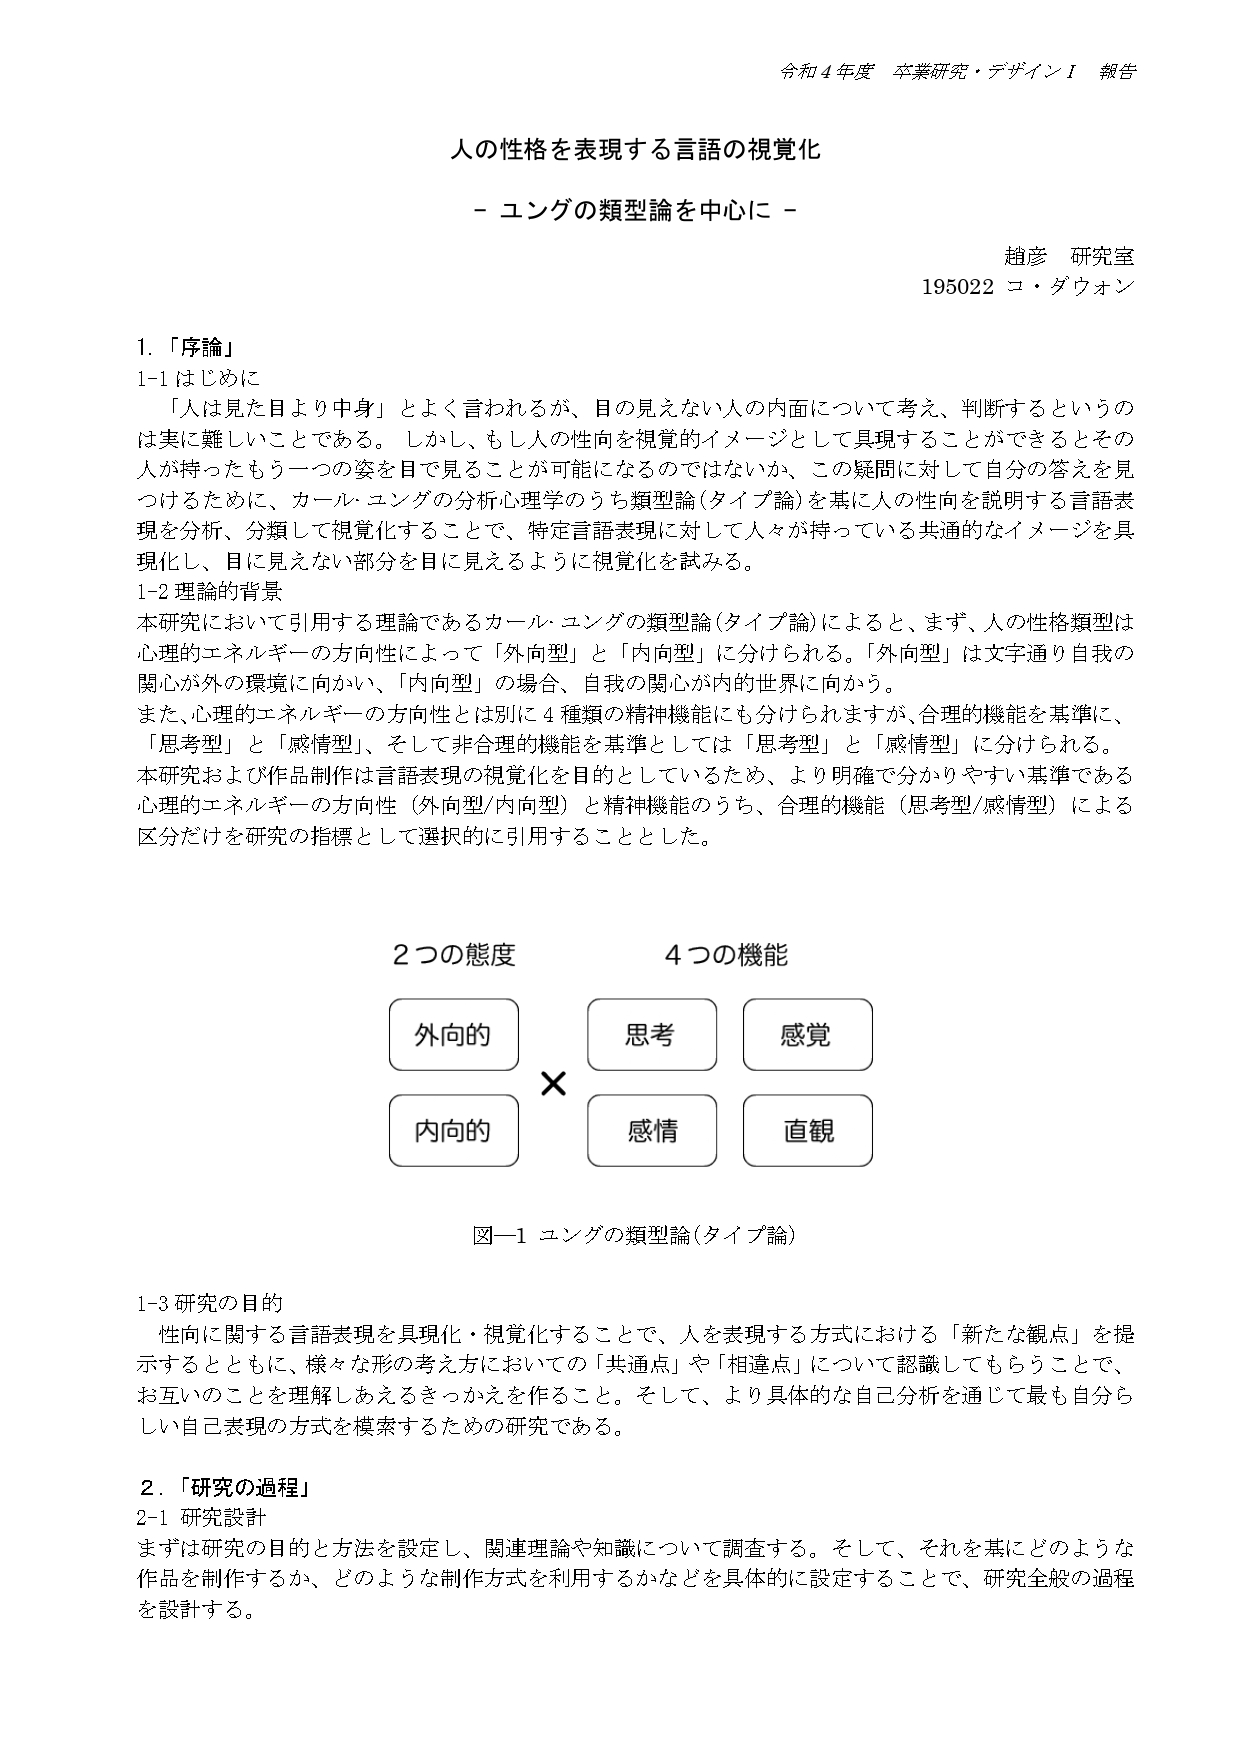 令和4年度　卒業研究・デザインⅠ　報告
人の性格を表現する言語の視覚化
− ユングの類型論を中心に −
趙彦　研究室
195022 コ・ダウォン
1. 「序論」
1-1 はじめに
「人は見た目より中身」とよく言われるが、目の見えない人の内面について考え、判断するというの
は実に難しいことである。 しかし、もし人の性向を視覚的イメージとして具現することができるとその
人が持ったもう一つの姿を目で見ることが可能になるのではないか、この疑問に対して自分の答えを見
つけるために、カール· ユングの分析心理学のうち類型論(タイプ論)を基に人の性向を説明する言語表
現を分析、分類して視覚化することで、特定言語表現に対して人々が持っている共通的なイメージを具
現化し、目に見えない部分を目に見えるように視覚化を試みる。
1-2 理論的背景
本研究において引用する理論であるカール· ユングの類型論(タイプ論)によると、まず、人の性格類型は
心理的エネルギーの方向性によって「外向型」と「内向型」に分けられる。「外向型」は文字通り自我の
関心が外の環境に向かい、「内向型」の場合、自我の関心が内的世界に向かう。
また、心理的エネルギーの方向性とは別に 4 種類の精神機能にも分けられますが、合理的機能を基準に、
「思考型」と「感情型」、そして非合理的機能を基準としては「思考型」と「感情型」に分けられる。
本研究および作品制作は言語表現の視覚化を目的としているため、より明確で分かりやすい基準である
心理的エネルギーの方向性（外向型/内向型）と精神機能のうち、合理的機能（思考型/感情型）による
区分だけを研究の指標として選択的に引用することとした。
２つの態度　４つの機能
外向的　思考　感覚
×
内向的　感情　直観
図―1 ユングの類型論(タイプ論)
1-3 研究の目的
性向に関する言語表現を具現化・視覚化することで、人を表現する方式における「新たな観点」を提
示するとともに、様々な形の考え方においての「共通点」や「相違点」について認識してもらうことで、
お互いのことを理解しあえるきっかえを作ること。そして、より具体的な自己分析を通じて最も自分ら
しい自己表現の方式を模索するための研究である。
２. 「研究の過程」
2-1 研究設計
まずは研究の目的と方法を設定し、関連理論や知識について調査する。そして、それを基にどのような
作品を制作するか、どのような制作方式を利用するかなどを具体的に設定することで、研究全般の過程
を設計する。